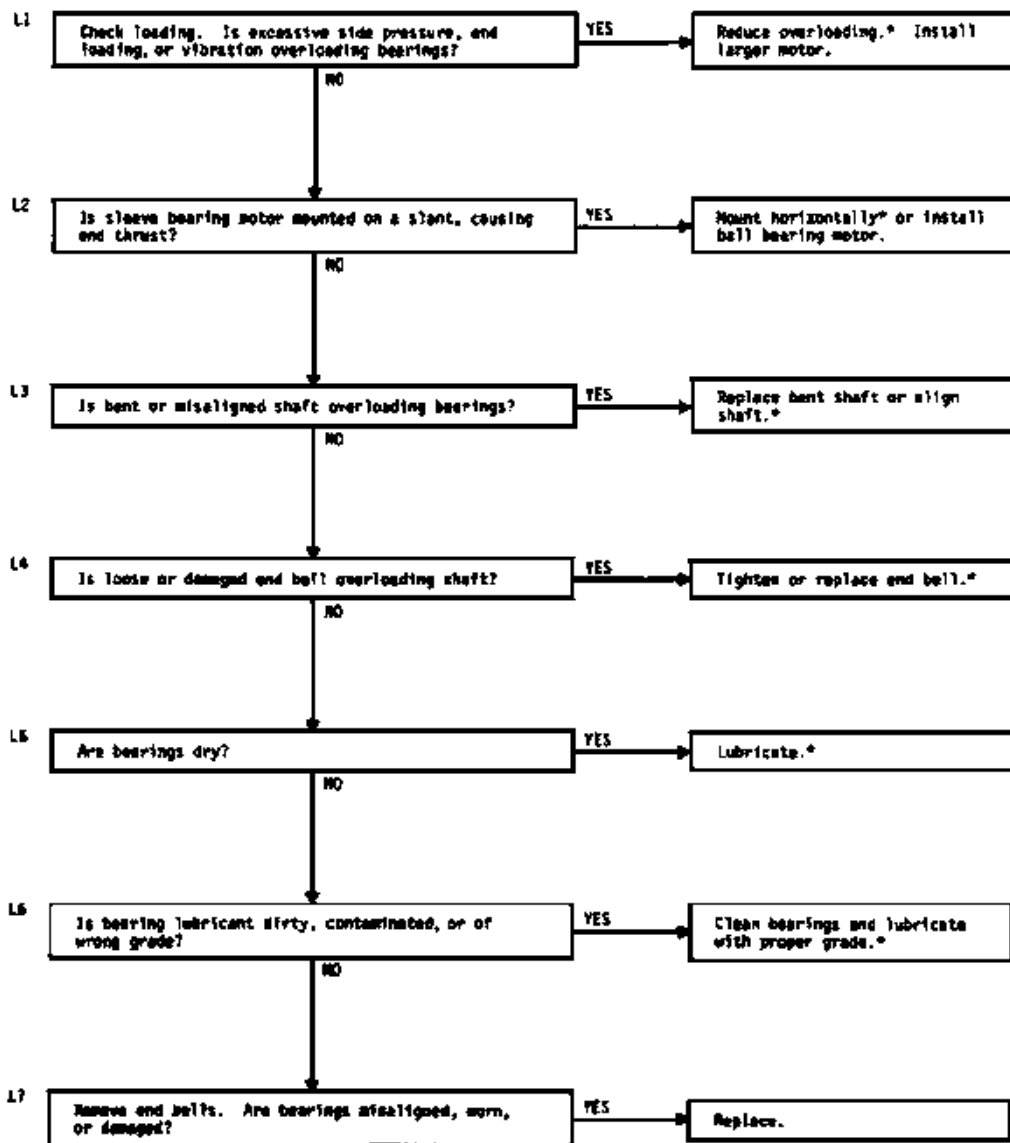 L1
Check loading. Is excessive side pressure, end
loading, or vibration overloading bearings?
YES
Reduce overloading.* Install
larger motor.
NO
L2
Is sleeve bearing motor mounted on a slant, causing
end thrust?
YES
Mount horizontally* or install
ball bearing motor.
NO
L3
Is bent or misaligned shaft overloading bearings?
YES
Replace bent shaft or align
shaft.*
NO
L4
Is loose or damaged end bell overloading shaft?
YES
Tighten or replace end bell.*
NO
L5
Are bearings dry?
YES
Lubricate.*
NO
L6
Is bearing lubricant dirty, contaminated, or of
wrong grade?
YES
Clean bearings and lubricate
with proper grade.*
NO
L7
Remove end bells. Are bearings misaligned, worn,
or damaged?
YES
Replace.